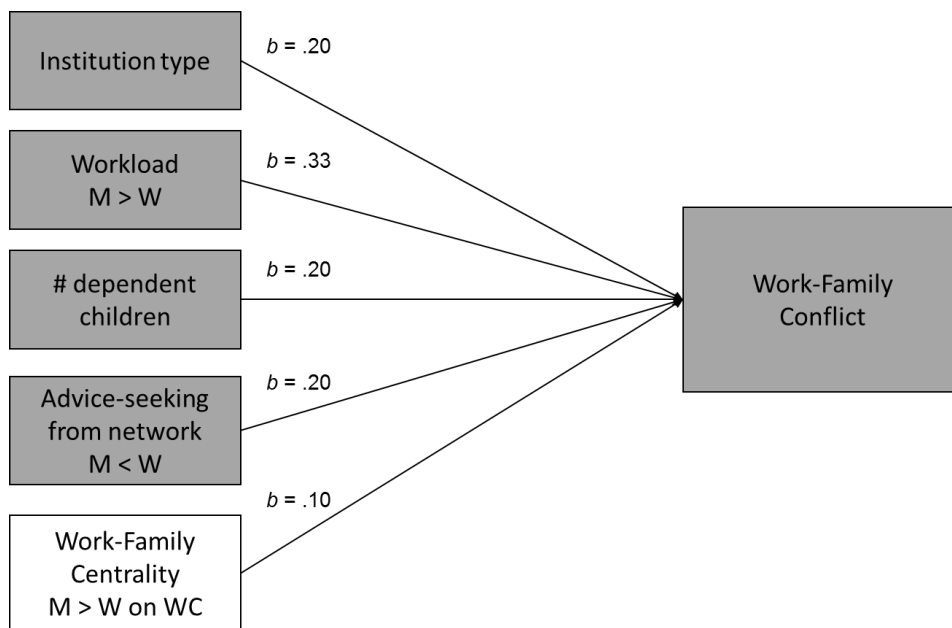 Institution type
b = .20
Workload
M > W
b = .33
# dependent
children
b = .20
Advice-seeking
from network
M < W
b = .20
Work-Family
Centrality
M > W on WC
b = .10
Work-Family
Conflict